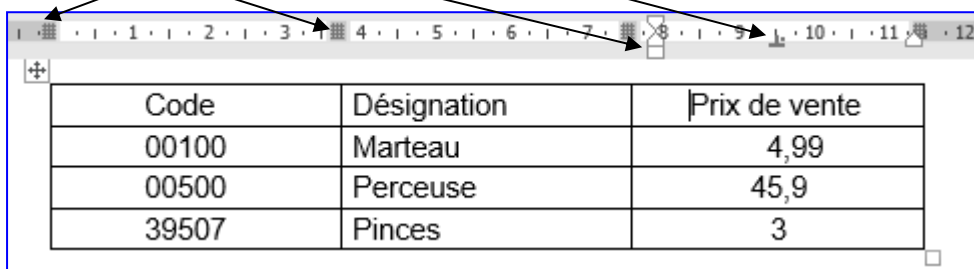 1 2 3 4 5 6 7 8 9 10 11 12
Code Désignation Prix de vente
00100 Marteau 4,99
00500 Perceuse 45,9
39507 Pinces 3